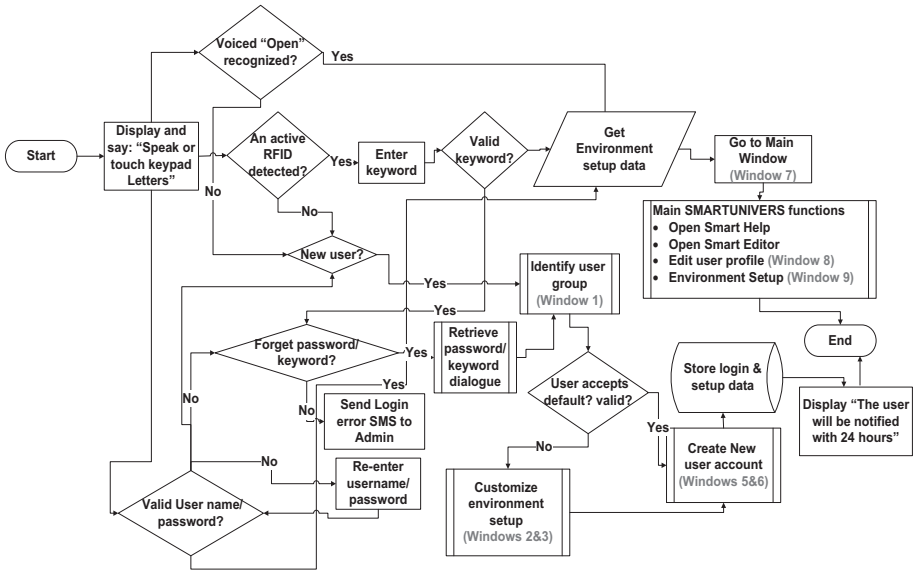 Voiced “Open”
recognized?
Yes
Start
Display and
say: “Speak or
touch keypad
Letters”
An active
RFID
detected?
Yes
Enter
keyword
Valid
keyword?
Get
Environment
setup data
Go to Main
Window
(Window 7)
No
No
Main SMARTUNIVERS functions
• Open Smart Help
• Open Smart Editor
• Edit user profile (Window 8)
• Environment Setup (Window 9)
New user?
Yes
Identify user
group
(Window 1)
Yes
End
Forget password/
keyword?
Yes
Retrieve
password/
keyword
dialogue
Yes
No
No
Send Login
error SMS to
Admin
User accepts
default? valid?
Store login &
setup data
Display “The user
will be notified
with 24 hours”
Yes
No
No
Re-enter
username/
password
Valid User name/
password?
Customize
environment
setup
(Windows 2&3)
Create New
user account
(Windows 5&6)